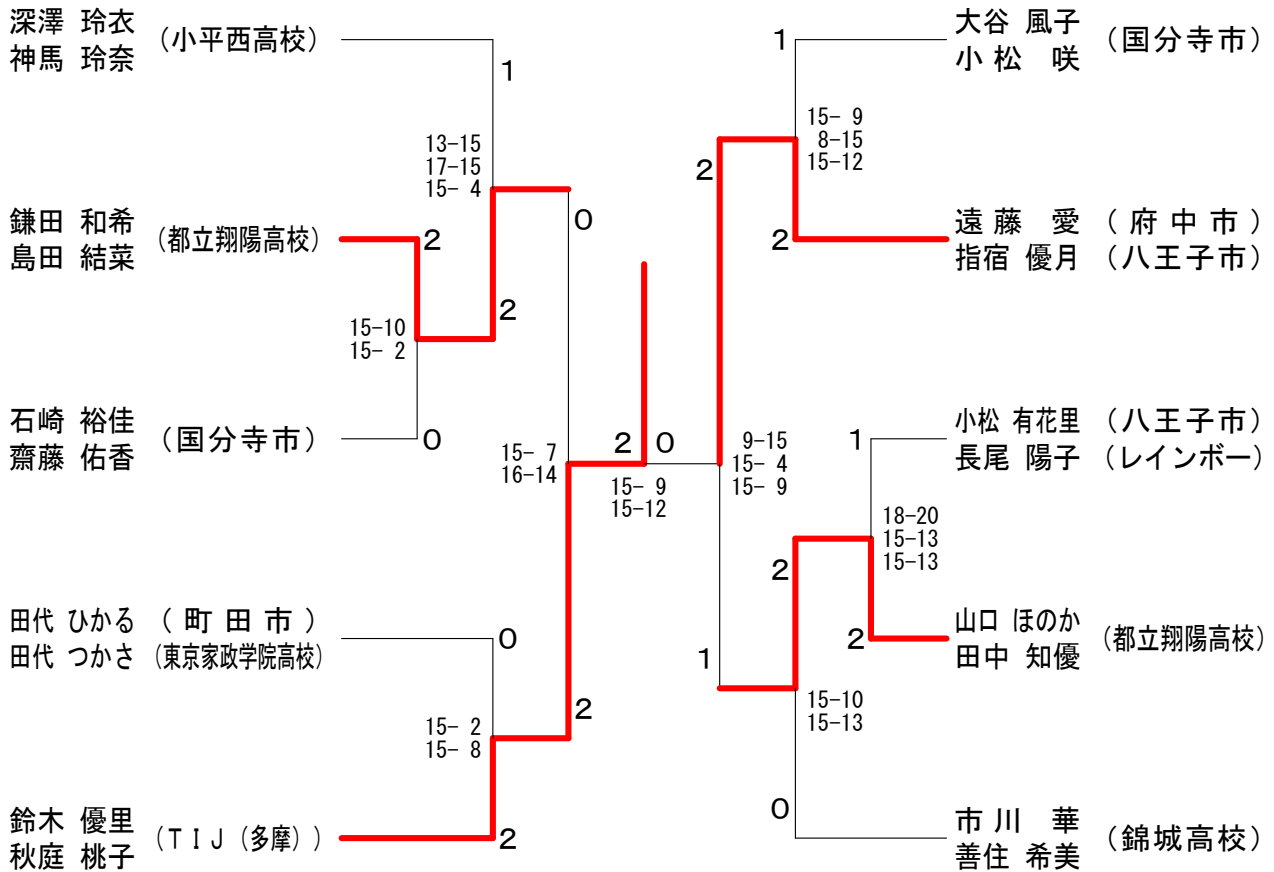 深澤 玲衣
神馬 玲奈
(小平西高校)
1
13-15
17-15
15- 4
鎌田 和希
島田 結菜
(都立翔陽高校)
2
0
15-10
15- 2
2
石崎 裕佳
齋藤 佑香
(国分寺市)
0
15- 7
16-14
2
0
15- 9
15-12
田代 ひかる (町田市)
田代 つかさ (東京家政学院高校)
0
15- 2
15- 8
2
鈴木 優里
秋庭 桃子
(TIJ(多摩))
2
1
大谷 風子
小松 咲
(国分寺市)
15- 9
8-15
15-12
2
2
遠藤 愛 (府中市)
指宿 優月 (八王子市)
9-15
15- 4
15- 9
1
小松 有花里 (八王子市)
長尾 陽子 (レインボー)
18-20
15-13
15-13
2
2
山口 ほのか
田中 知優
(都立翔陽高校)
1
15-10
15-13
0
市川 華
善住 希美
(錦城高校)